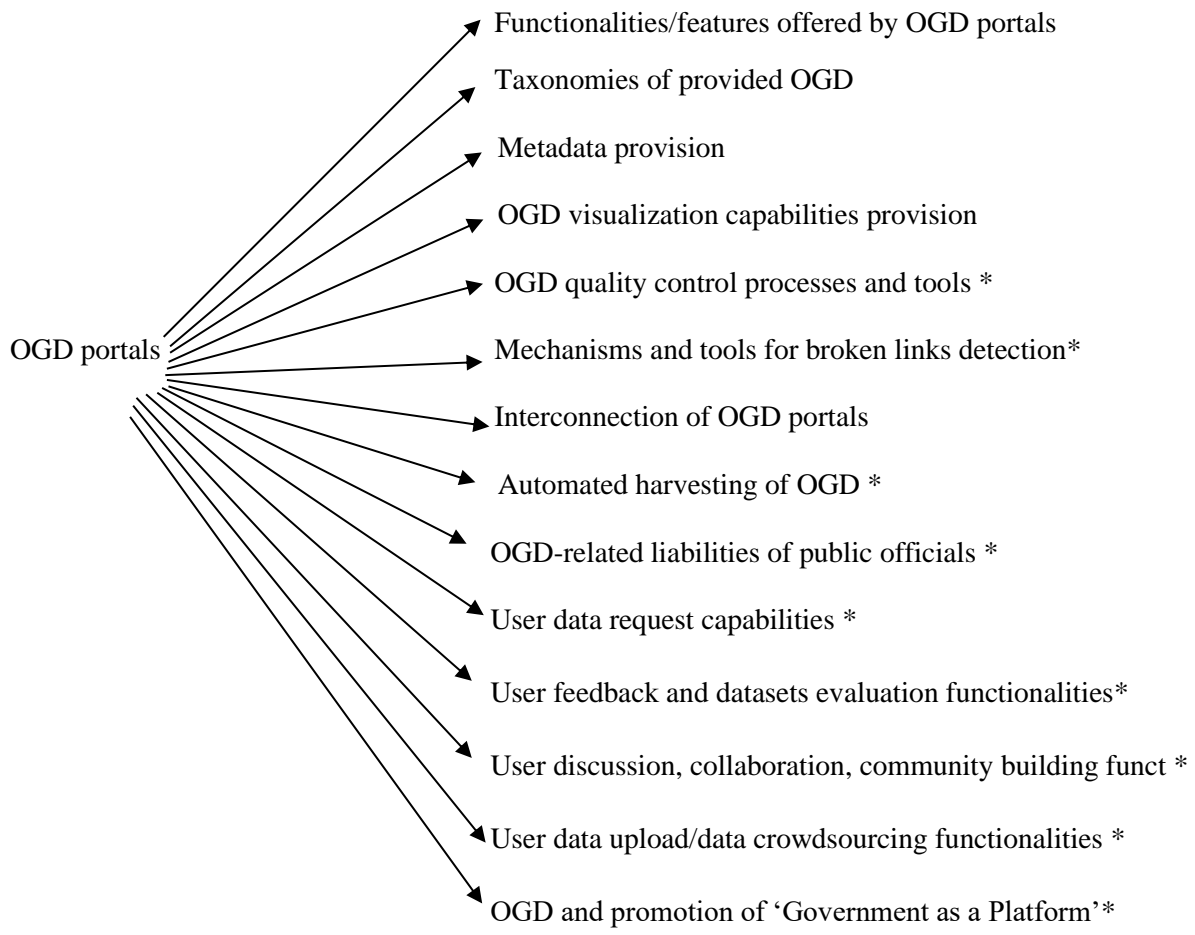 Functionalities/features offered by OGD portals
Taxonomies of provided OGD
Metadata provision
OGD visualization capabilities provision
OGD quality control processes and tools *
OGD portals
Mechanisms and tools for broken links detection*
Interconnection of OGD portals
Automated harvesting of OGD *
OGD-related liabilities of public officials *
User data request capabilities *
User feedback and datasets evaluation functionalities*
User discussion, collaboration, community building funct *
User data upload/data crowdsourcing functionalities *
OGD and promotion of ‘Government as a Platform’*